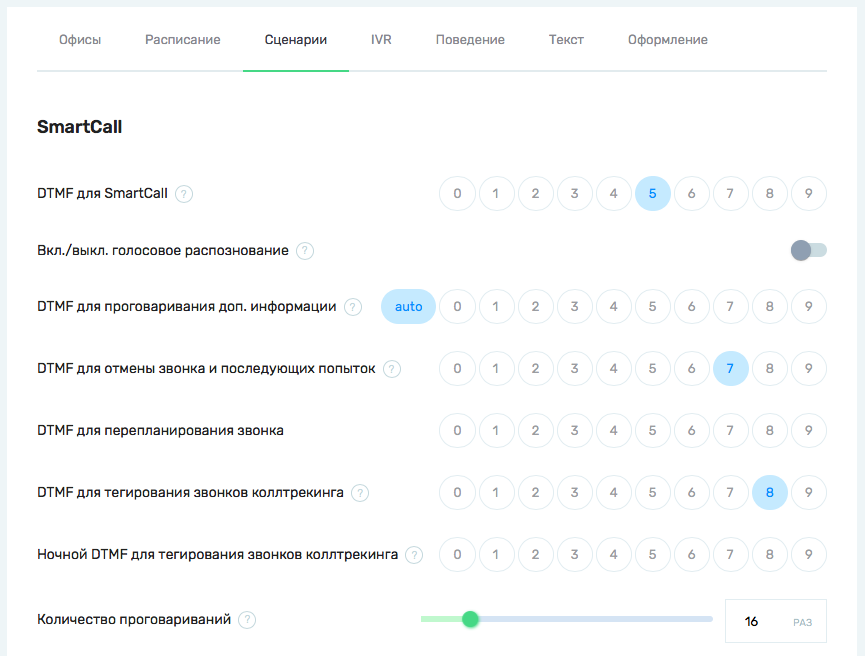 Офисы Расписание Сценарии IVR Поведение Текст Оформление
SmartCall
DTMF для SmartCall ? 0 1 2 3 4 5 6 7 8 9
Вкл./выкл. голосовое распознование ?
DTMF для проговаривания доп. информации ? auto 0 1 2 3 4 5 6 7 8 9
DTMF для отмены звонка и последующих попыток ? 0 1 2 3 4 5 6 7 8 9
DTMF для перепланирования звонка 0 1 2 3 4 5 6 7 8 9
DTMF для тегирования звонков коллтрекинга ? 0 1 2 3 4 5 6 7 8 9
Ночной DTMF для тегирования звонков коллтрекинга ? 0 1 2 3 4 5 6 7 8 9
Количество проговариваний ? 16 РАЗ